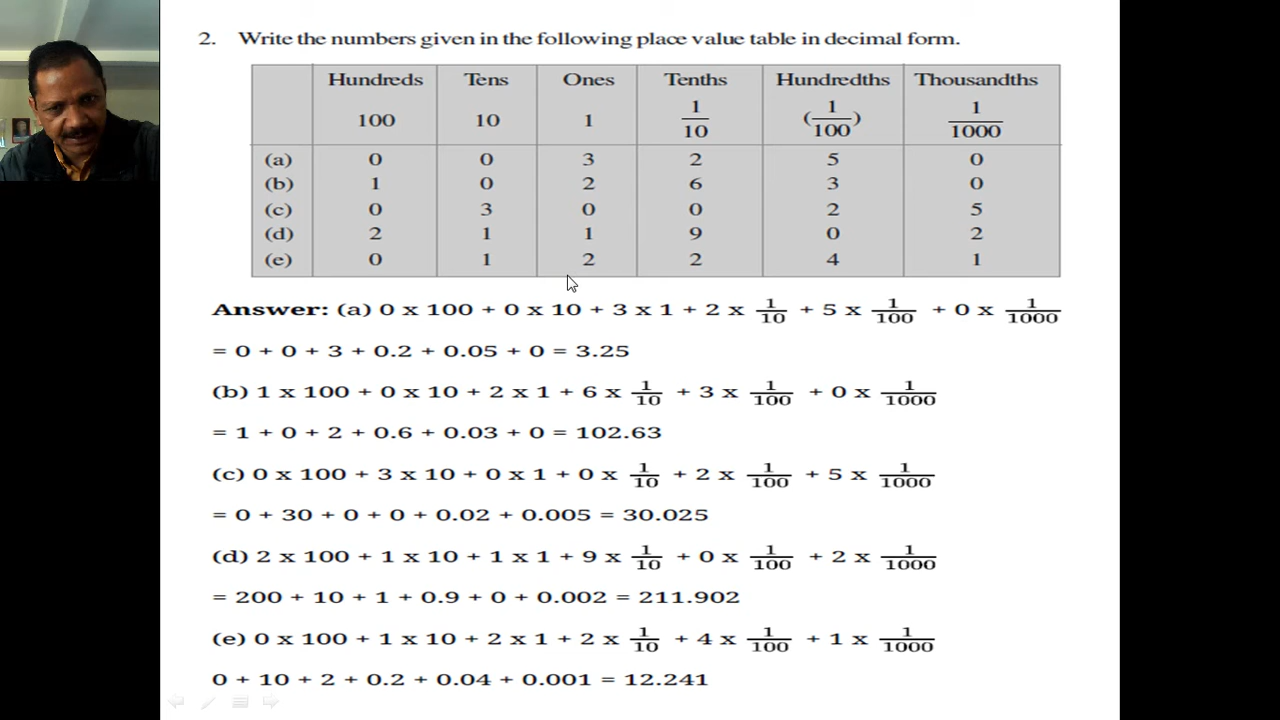 2. Write the numbers given in the following place value table in decimal form.
Hundreds Tens Ones Tenths Hundredths Thousandths
100 10 1 1/10 (1/100) 1/1000
(a) 0 0 3 2 5 0
(b) 1 0 2 6 3 0
(c) 0 3 0 0 2 5
(d) 2 1 1 9 0 2
(e) 0 1 2 2 4 1
Answer: (a) 0 x 100 + 0 x 10 + 3 x 1 + 2 x 1/10 + 5 x 1/100 + 0 x 1/1000
= 0 + 0 + 3 + 0.2 + 0.05 + 0 = 3.25
(b) 1 x 100 + 0 x 10 + 2 x 1 + 6 x 1/10 + 3 x 1/100 + 0 x 1/1000
= 1 + 0 + 2 + 0.6 + 0.03 + 0 = 102.63
(c) 0 x 100 + 3 x 10 + 0 x 1 + 0 x 1/10 + 2 x 1/100 + 5 x 1/1000
= 0 + 30 + 0 + 0 + 0.02 + 0.005 = 30.025
(d) 2 x 100 + 1 x 10 + 1 x 1 + 9 x 1/10 + 0 x 1/100 + 2 x 1/1000
= 200 + 10 + 1 + 0.9 + 0 + 0.002 = 211.902
(e) 0 x 100 + 1 x 10 + 2 x 1 + 2 x 1/10 + 4 x 1/100 + 1 x 1/1000
0 + 10 + 2 + 0.2 + 0.04 + 0.001 = 12.241